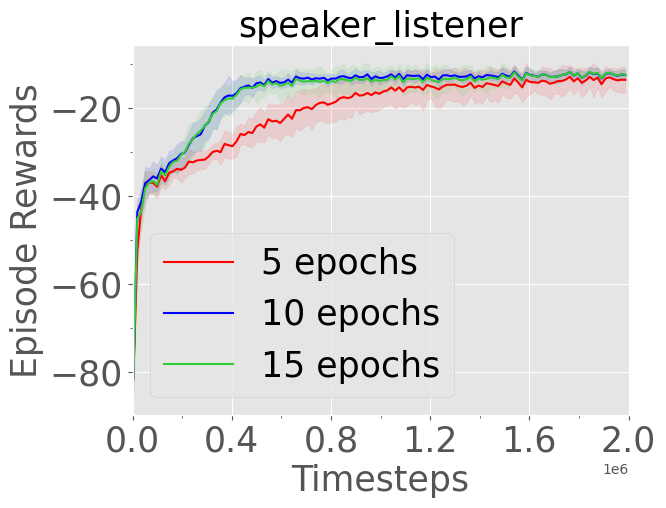 speaker_listener
Episode Rewards
−20
−40
−60
−80
5 epochs
10 epochs
15 epochs
0.0 0.4 0.8 1.2 1.6 2.0
Timesteps
1e6